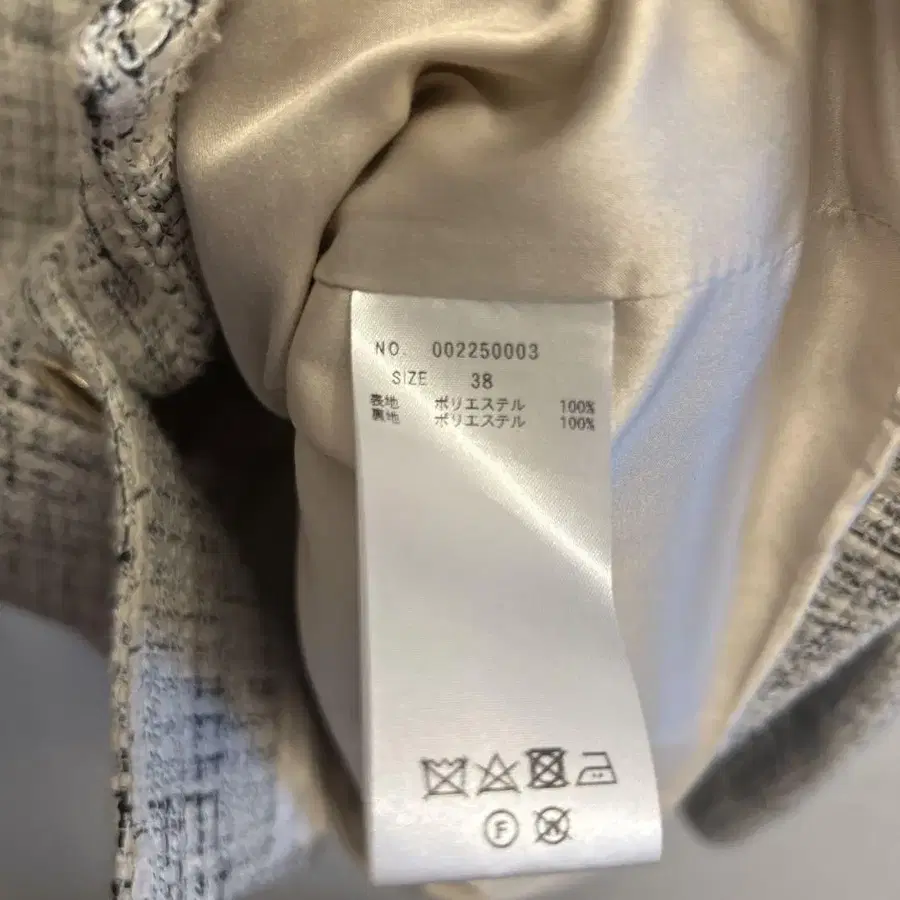 NO. 002250003
SIZE 38
表地 ポリエステル 100%
裏地 ポリエステル 100%
F
W